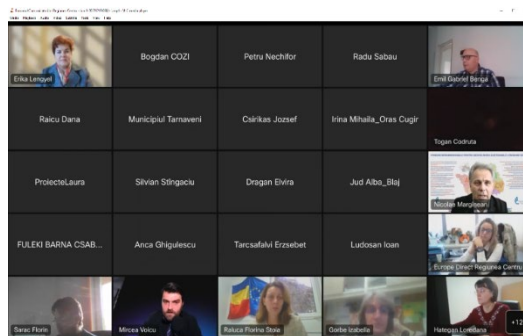 Erika Lengyel
Bogdan COZI
Petru Nechifor
Radu Sabau
Emil Gabriel Benga
Raicu Dana
Municipiul Tarnaveni
Csirikas Jozsef
Irina Mihaila_Oras Cugir
Togan Codruta
ProiecteLaura
Silvian Stingaciu
Dragan Elvira
Jud Alba_Blaj
Nicolae Margineanu
FULEKI BARNA CSAB...
Anca Ghigulescu
Tarcsafalvi Erzsebet
Ludosan Ioan
Europe Direct Regiunea Centru
Sarac Florin
Mircea Voicu
Raluca Florina Stoia
Gorbe Izabella
Hategan Loredana
+12